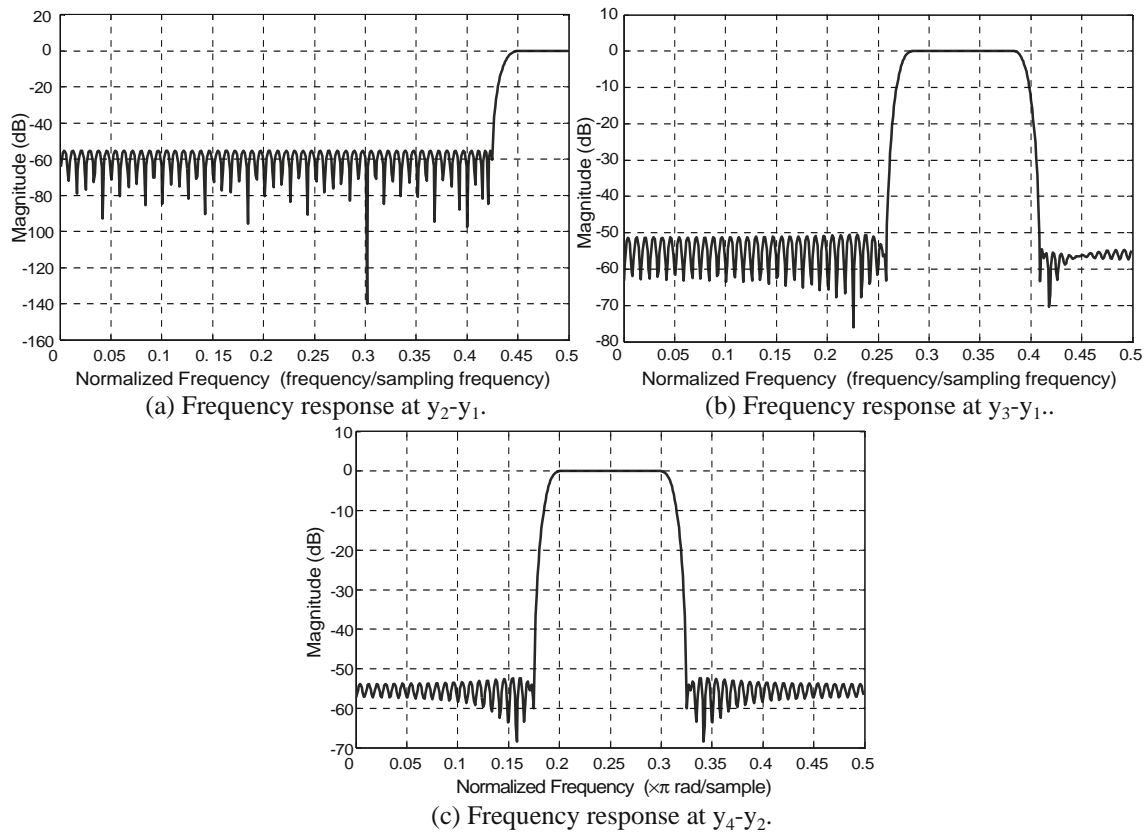 20
0
-20
-40
-60
-80
-100
-120
-140
-160
Magnitude (dB)
0 0.05 0.1 0.15 0.2 0.25 0.3 0.35 0.4 0.45 0.5
Normalized Frequency (frequency/sampling frequency)
(a) Frequency response at y2-y1.
10
0
-10
-20
-30
-40
-50
-60
-70
-80
Magnitude (dB)
0 0.05 0.1 0.15 0.2 0.25 0.3 0.35 0.4 0.45 0.5
Normalized Frequency (frequency/sampling frequency)
(b) Frequency response at y3-y1..
10
0
-10
-20
-30
-40
-50
-60
-70
Magnitude (dB)
0 0.05 0.1 0.15 0.2 0.25 0.3 0.35 0.4 0.45 0.5
Normalized Frequency (×π rad/sample)
(c) Frequency response at y4-y2.